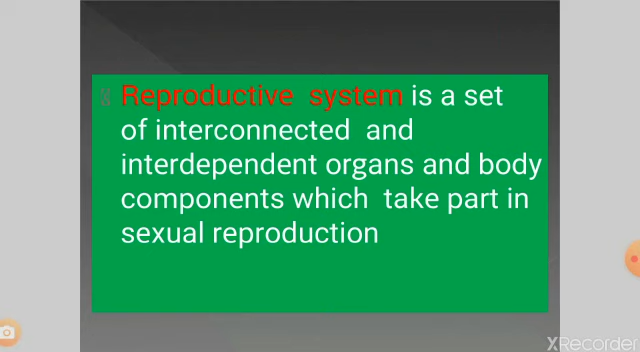 Reproductive system is a set
of interconnected and
interdependent organs and body
components which take part in
sexual reproduction
XRecorder